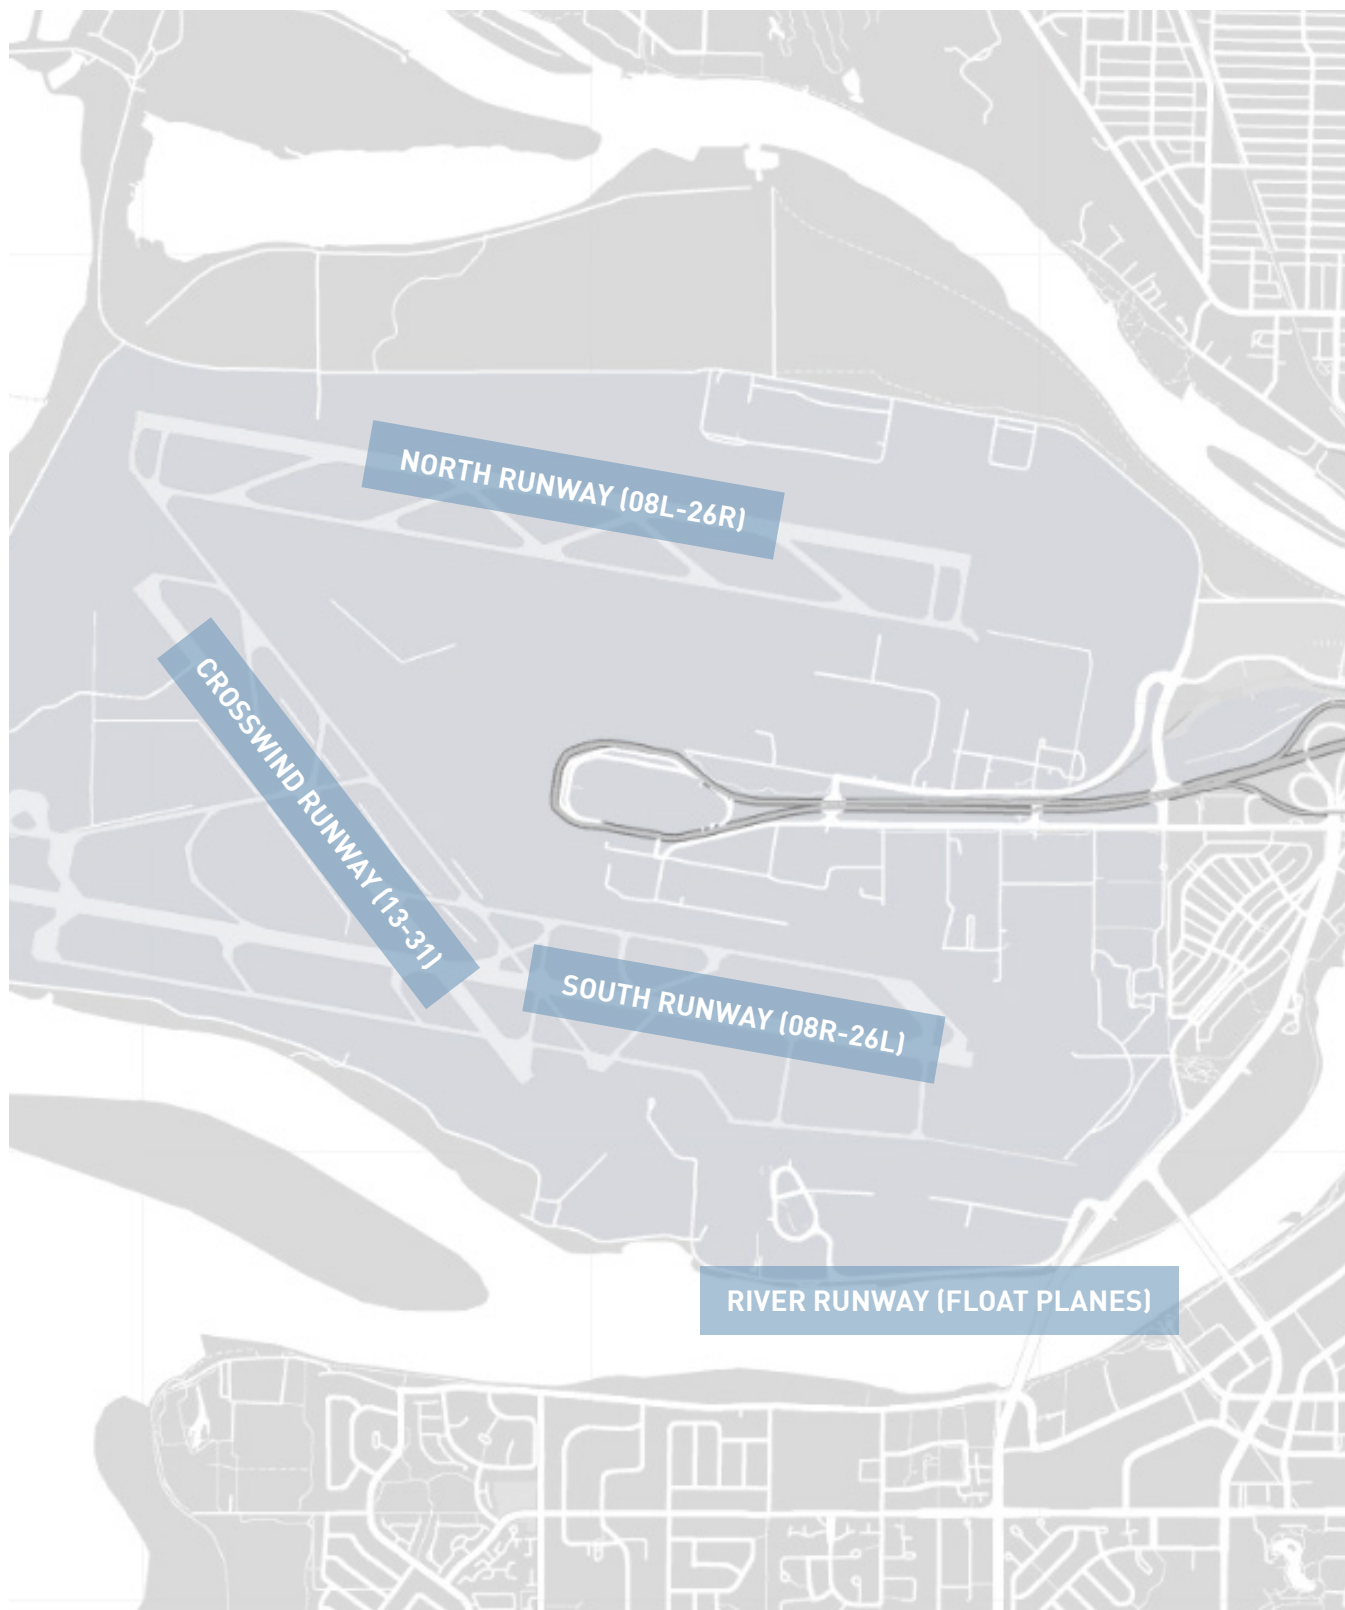 NORTH RUNWAY (08L-26R)
CROSSWIND RUNWAY (13-31)
SOUTH RUNWAY (08R-26L)
RIVER RUNWAY (FLOAT PLANES)